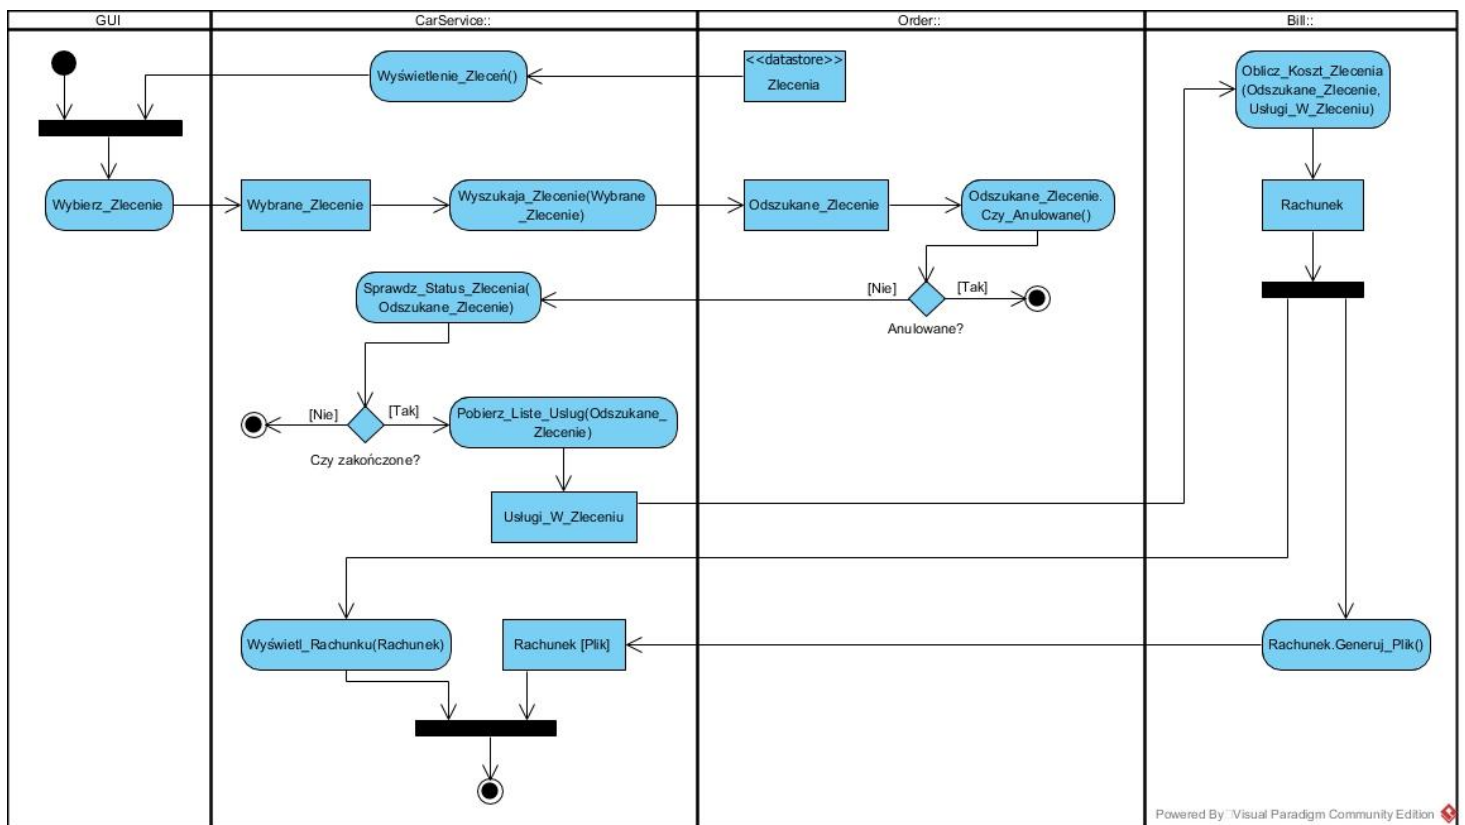 GUI
CarService::
Order::
Bill::
Wyświetlenie_Zleceń()
<<datastore>>
Zlecenia
Oblicz_Koszt_Zlecenia
(Odszukane_Zlecenie,
Usługi_W_Zleceniu)
Wybierz_Zlecenie
Wybrane_Zlecenie
Wyszukaja_Zlecenie(Wybrane
_Zlecenie)
Odszukane_Zlecenie
Odszukane_Zlecenie.
Czy_Anulowane()
Rachunek
Sprawdz_Status_Zlecenia(
Odszukane_Zlecenie)
[Nie]
[Tak]
Anulowane?
[Nie]
[Tak]
Czy zakończone?
Pobierz_Liste_Uslug(Odszukane_
Zlecenie)
Usługi_W_Zleceniu
Wyświetl_Rachunku(Rachunek)
Rachunek [Plik]
Rachunek.Generuj_Plik()
Powered By Visual Paradigm Community Edition